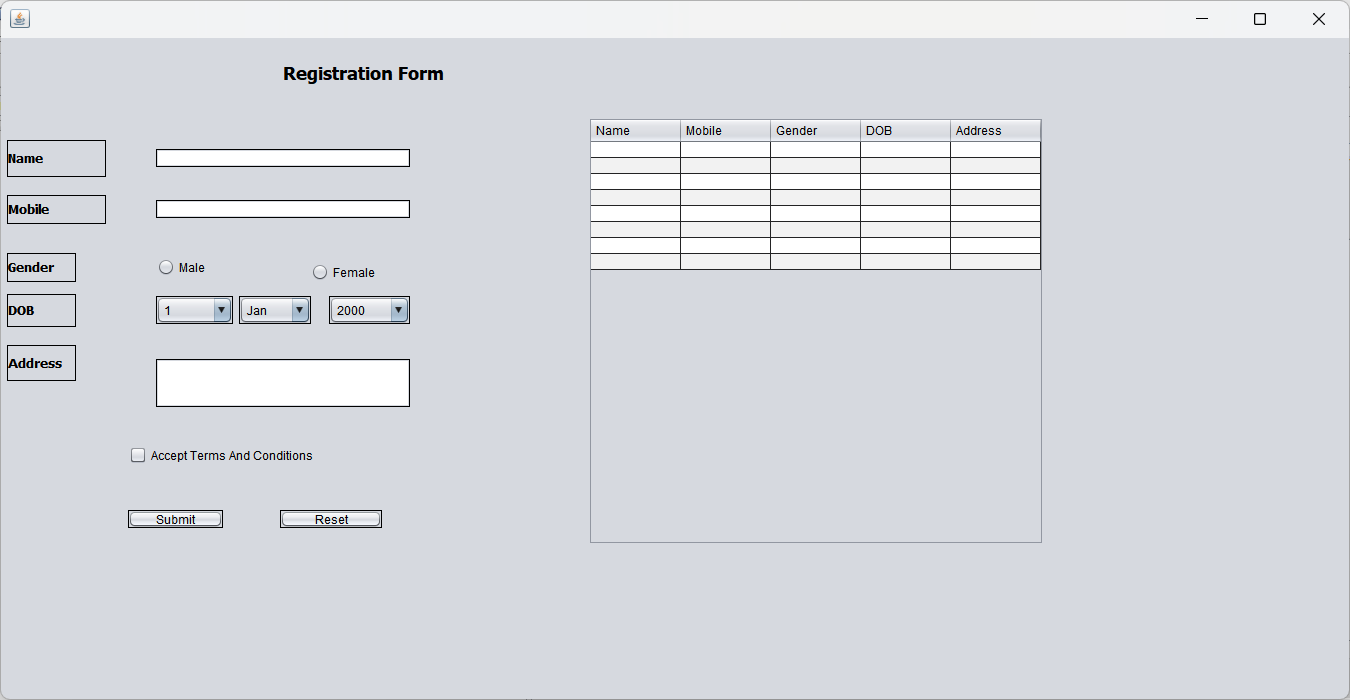 Registration Form
Name Mobile Gender DOB Address
Name
Mobile
Gender Male Female
DOB 1 Jan 2000
Address
Accept Terms And Conditions
Submit Reset